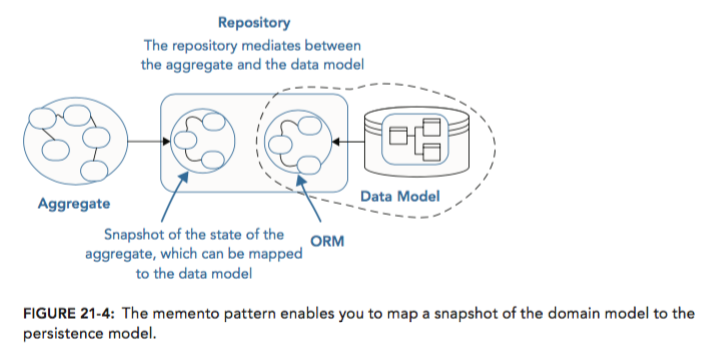 Repository
The repository mediates between
the aggregate and the data model
Aggregate
Data Model
Snapshot of the state of the
aggregate, which can be mapped
to the data model
ORM
FIGURE 21-4: The memento pattern enables you to map a snapshot of the domain model to the
persistence model.